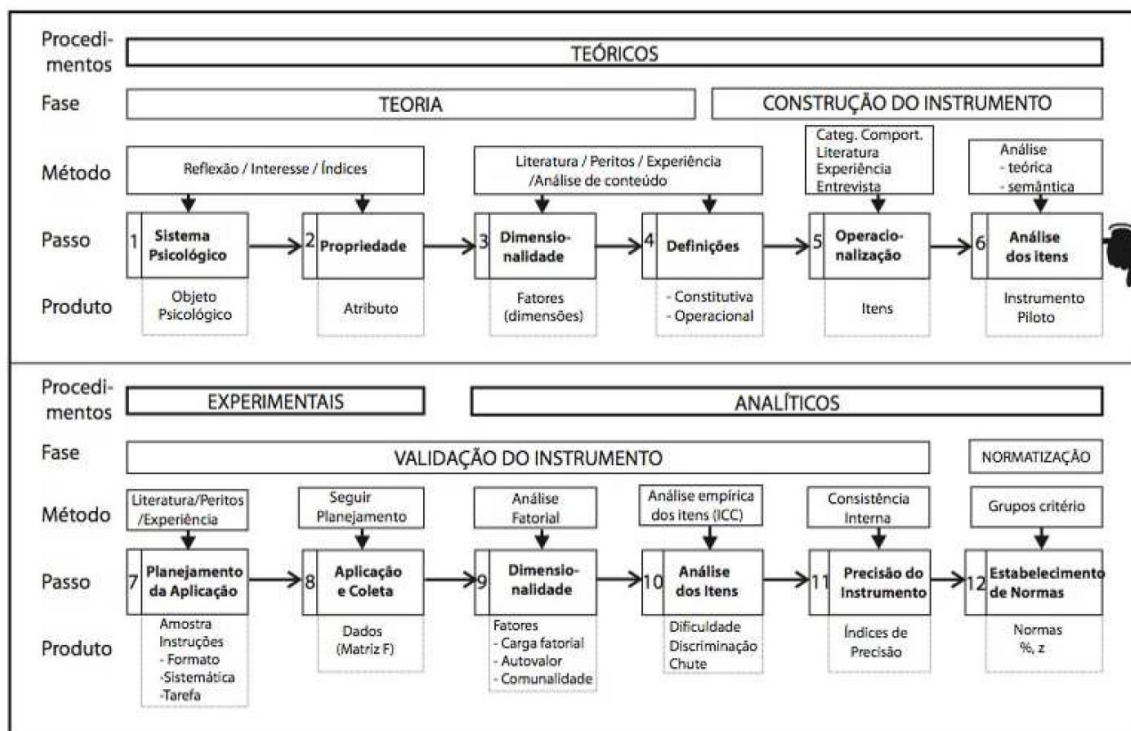 Procedi-
mentos
TEÓRICOS
Fase
TEORIA
CONSTRUÇÃO DO INSTRUMENTO
Método
Reflexão / Interesse / Índices
Literatura / Peritos / Experiência
/Análise de conteúdo
Categ. Comport.
Literatura
Experiência
Entrevista
Análise
- teórica
- semântica
Passo
1 Sistema
Psicológico
2 Propriedade
3 Dimensio-
nalidade
4 Definições
5 Operacio-
nalização
6 Análise
dos itens
Produto
Objeto
Psicológico
Atributo
Fatores
(dimensões)
- Constitutiva
- Operacional
Itens
Instrumento
Piloto
Procedi-
mentos
EXPERIMENTAIS
ANALÍTICOS
Fase
VALIDAÇÃO DO INSTRUMENTO
NORMATIZAÇÃO
Método
Literatura/Peritos
/Experiência
Seguir
Planejamento
Análise
Fatorial
Análise empírica
dos itens (ICC)
Consistência
Interna
Grupos critério
Passo
7 Planejamento
da Aplicação
8 Aplicação
e Coleta
9 Dimensio-
nalidade
10 Análise
dos Itens
11 Precisão do
Instrumento
12 Estabelecimento
de Normas
Produto
Amostra
Instruções
- Formato
-Sistemática
-Tarefa
Dados
(Matriz F)
Fatores
- Carga fatorial
- Autovalor
- Comunalidade
Dificuldade
Discriminação
Chute
Índices de
Precisão
Normas
%, z